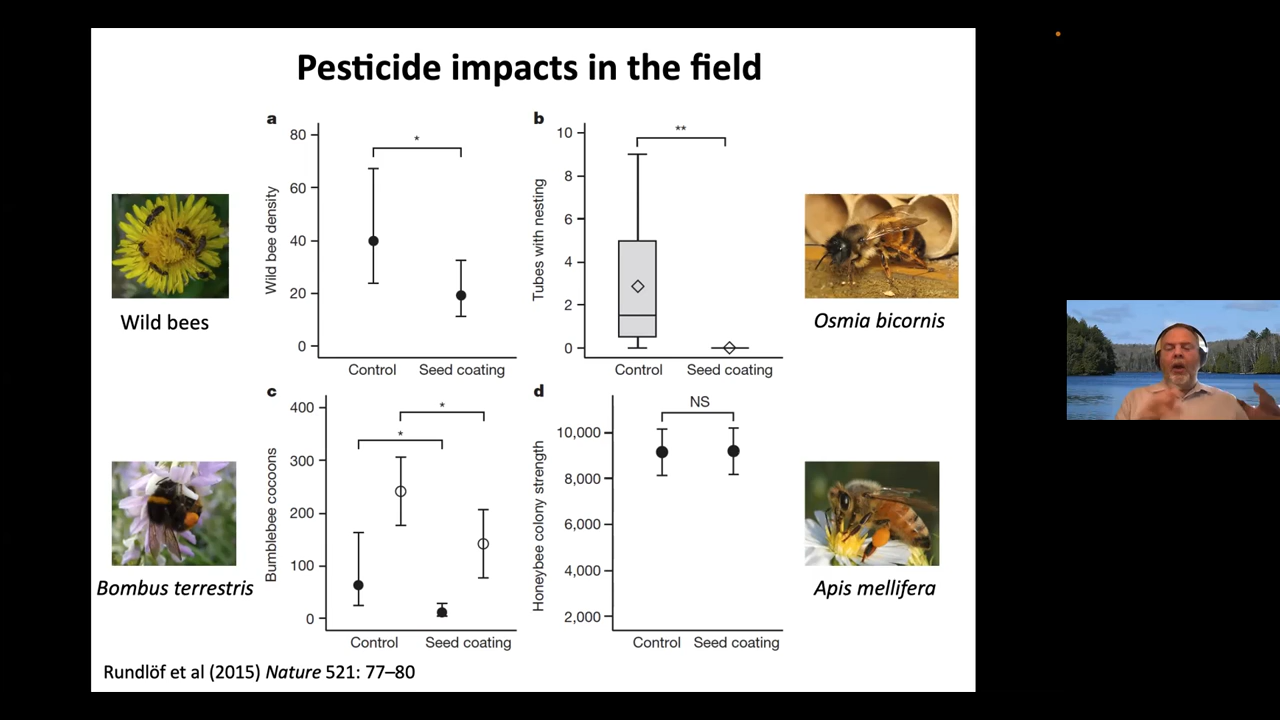 Pesticide impacts in the field
a
*
80
60
40
20
0
Wild bee density
Control Seed coating
b
**
10
8
6
4
2
0
Tubes with nesting
Control Seed coating
Wild bees
Osmia bicornis
c
*
*
400
300
200
100
0
Bumblebee cocoons
Control Seed coating
d
NS
10,000
8,000
6,000
4,000
2,000
Honeybee colony strength
Control Seed coating
Bombus terrestris
Apis mellifera
Rundlöf et al (2015) Nature 521: 77–80